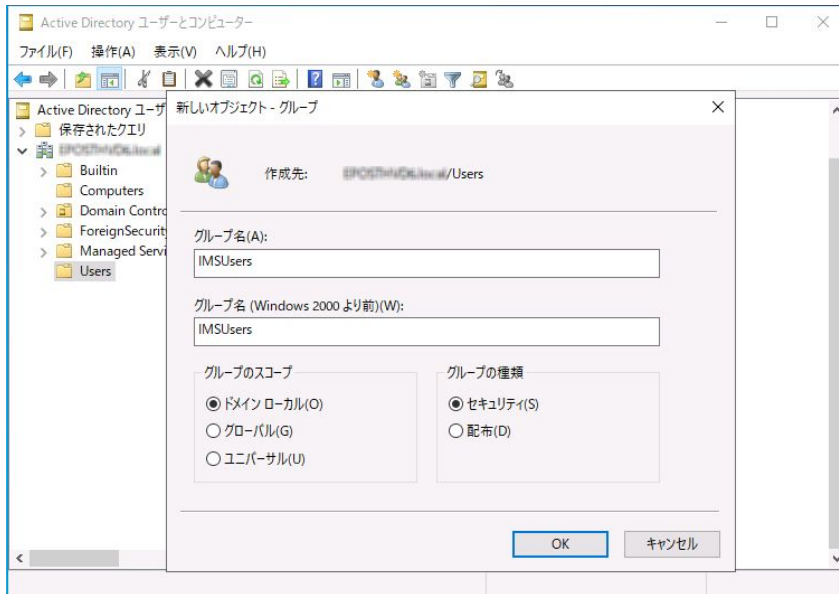 Active Directory ユーザーとコンピューター
ファイル(F) 操作(A) 表示(V) ヘルプ(H)
Active Directory ユーザ
保存されたクエリ
Builtin
Computers
Domain Contro
ForeignSecurit
Managed Servi
Users
新しいオブジェクト - グループ
作成先: /Users
グループ名(A):
IMSUsers
グループ名 (Windows 2000 より前)(W):
IMSUsers
グループのスコープ
ドメイン ローカル(O)
グローバル(G)
ユニバーサル(U)
グループの種類
セキュリティ(S)
配布(D)
OK キャンセル